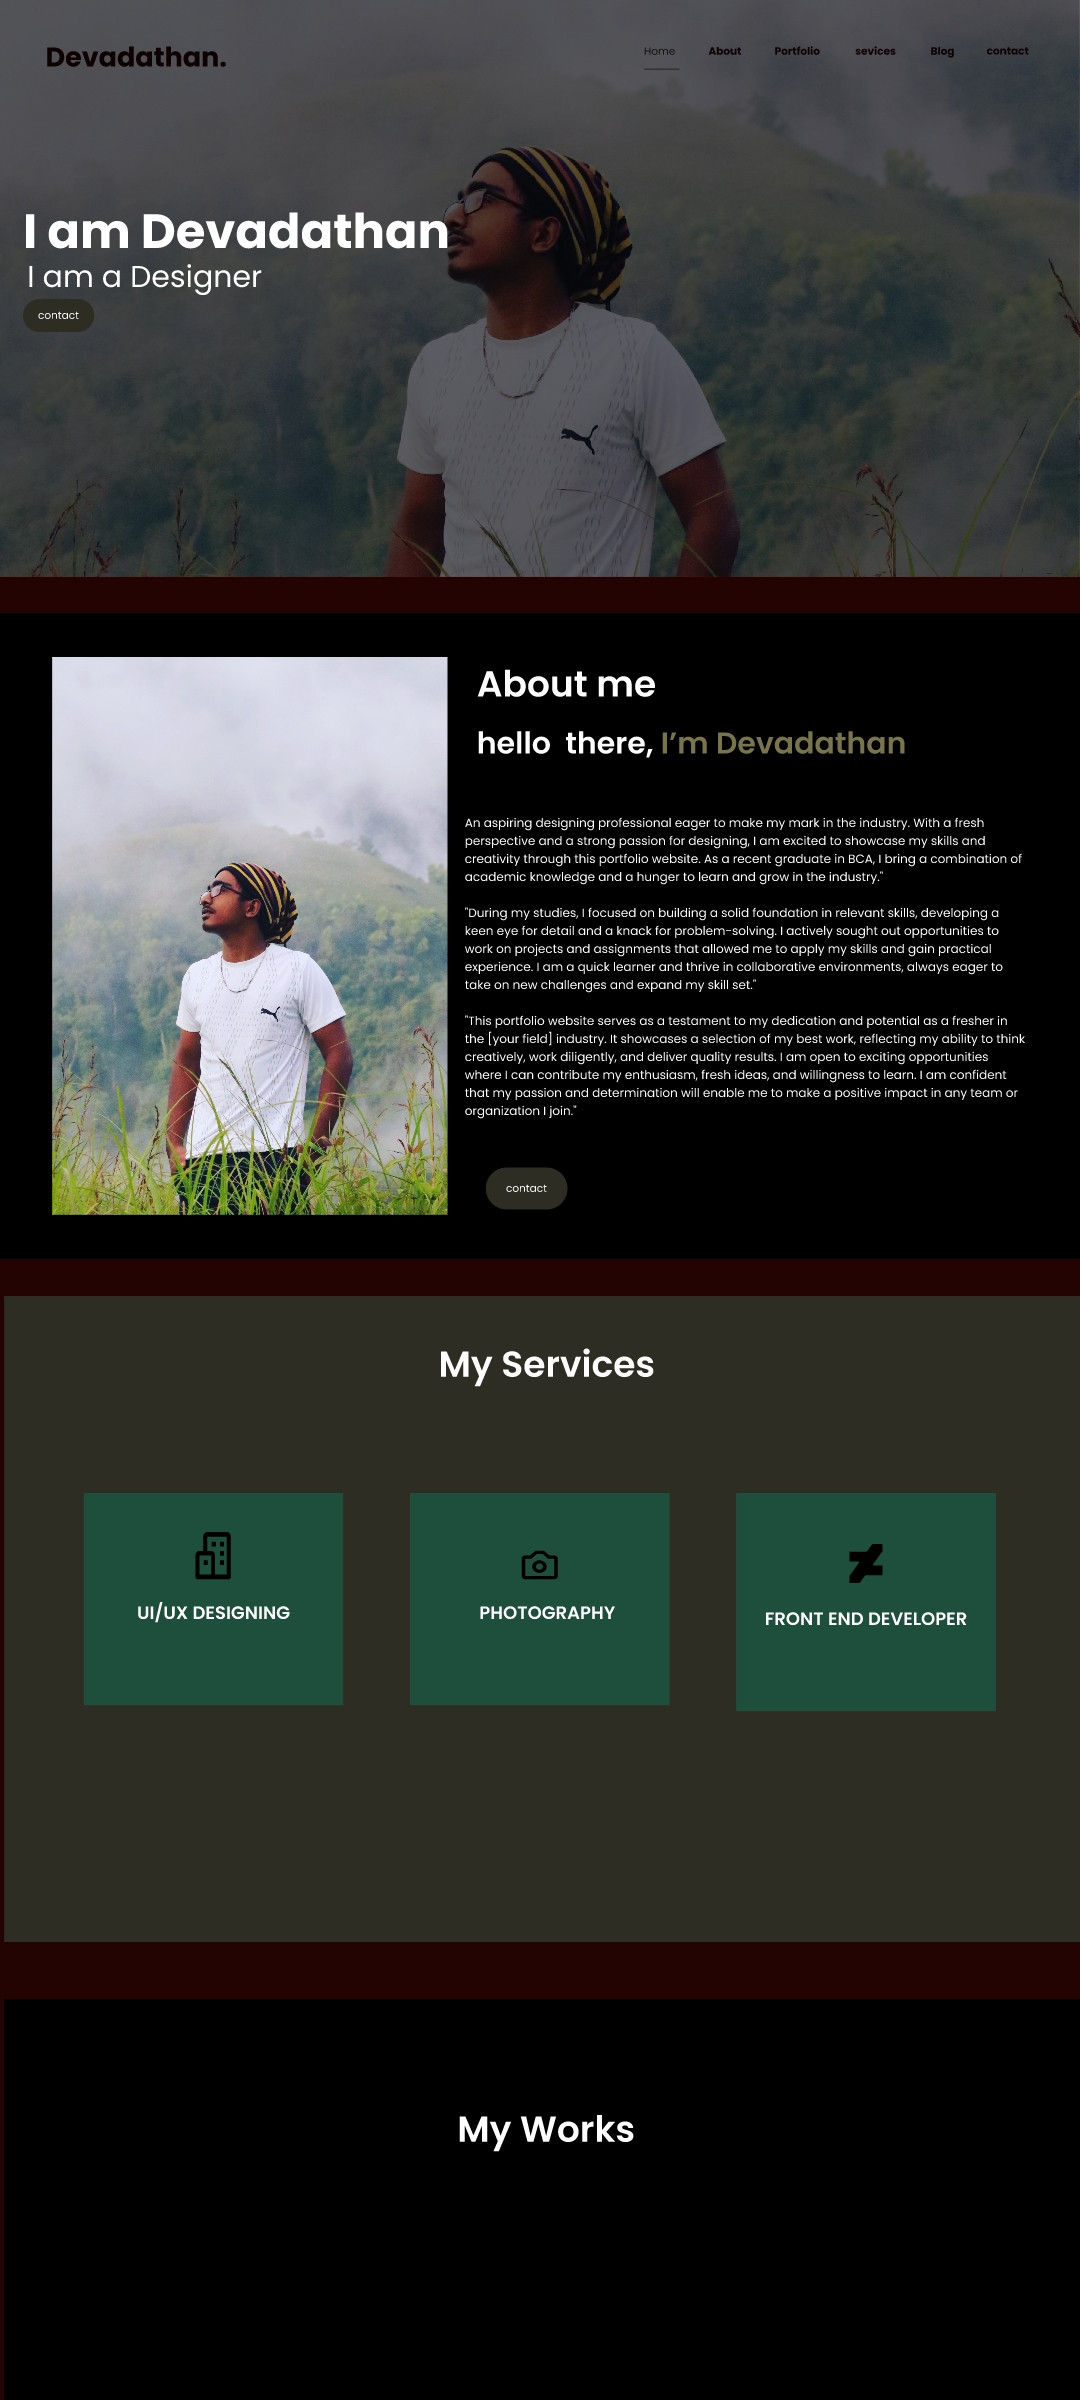 Devadathan.
Home About Portfolio sevices Blog contact
I am Devadathan
I am a Designer
contact
About me
hello there, I’m Devadathan
An aspiring designing professional eager to make my mark in the industry. With a fresh
perspective and a strong passion for designing, I am excited to showcase my skills and
creativity through this portfolio website. As a recent graduate in BCA, I bring a combination of
academic knowledge and a hunger to learn and grow in the industry."
"During my studies, I focused on building a solid foundation in relevant skills, developing a
keen eye for detail and a knack for problem-solving. I actively sought out opportunities to
work on projects and assignments that allowed me to apply my skills and gain practical
experience. I am a quick learner and thrive in collaborative environments, always eager to
take on new challenges and expand my skill set."
"This portfolio website serves as a testament to my dedication and potential as a fresher in
the [your field] industry. It showcases a selection of my best work, reflecting my ability to think
creatively, work diligently, and deliver quality results. I am open to exciting opportunities
where I can contribute my enthusiasm, fresh ideas, and willingness to learn. I am confident
that my passion and determination will enable me to make a positive impact in any team or
organization I join."
contact
My Services
UI/UX DESIGNING
PHOTOGRAPHY
FRONT END DEVELOPER
My Works